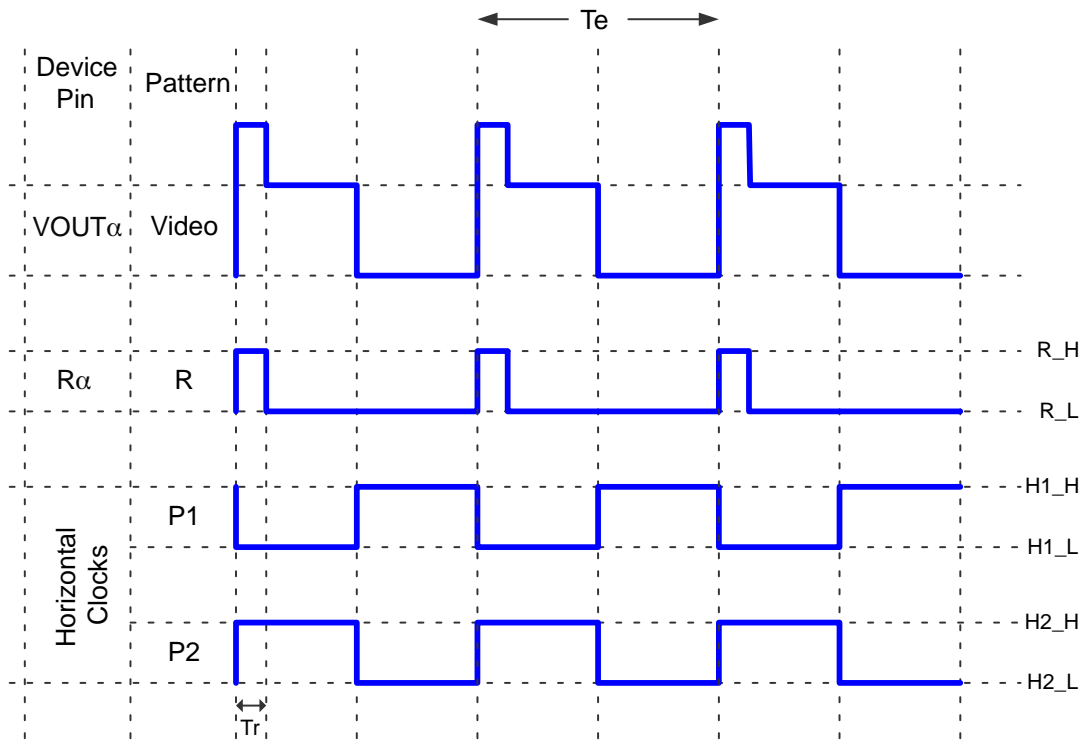 Te
Device
Pin
Pattern
VOUTα
Video
R_H
Rα
R
R_L
H1_H
P1
H1_L
Horizontal
Clocks
H2_H
P2
H2_L
Tr